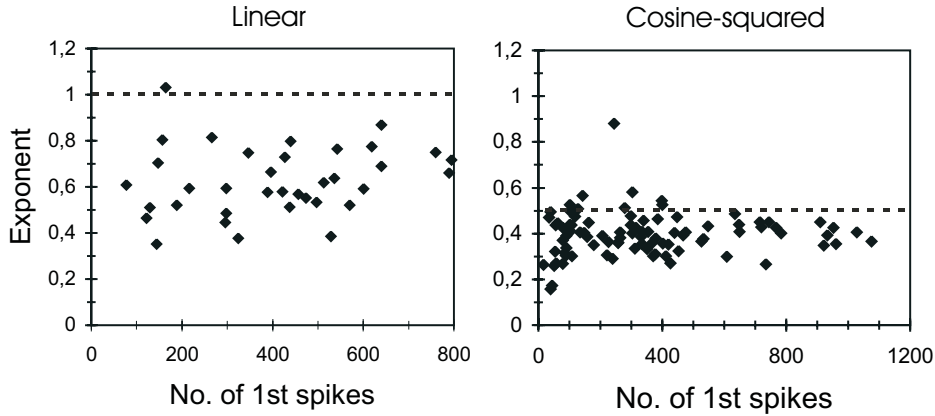 Linear
Cosine-squared
1,2
1
0,8
0,6
0,4
0,2
0
Exponent
0 200 400 600 800
No. of 1st spikes
1,2
1
0,8
0,6
0,4
0,2
0
0 400 800 1200
No. of 1st spikes